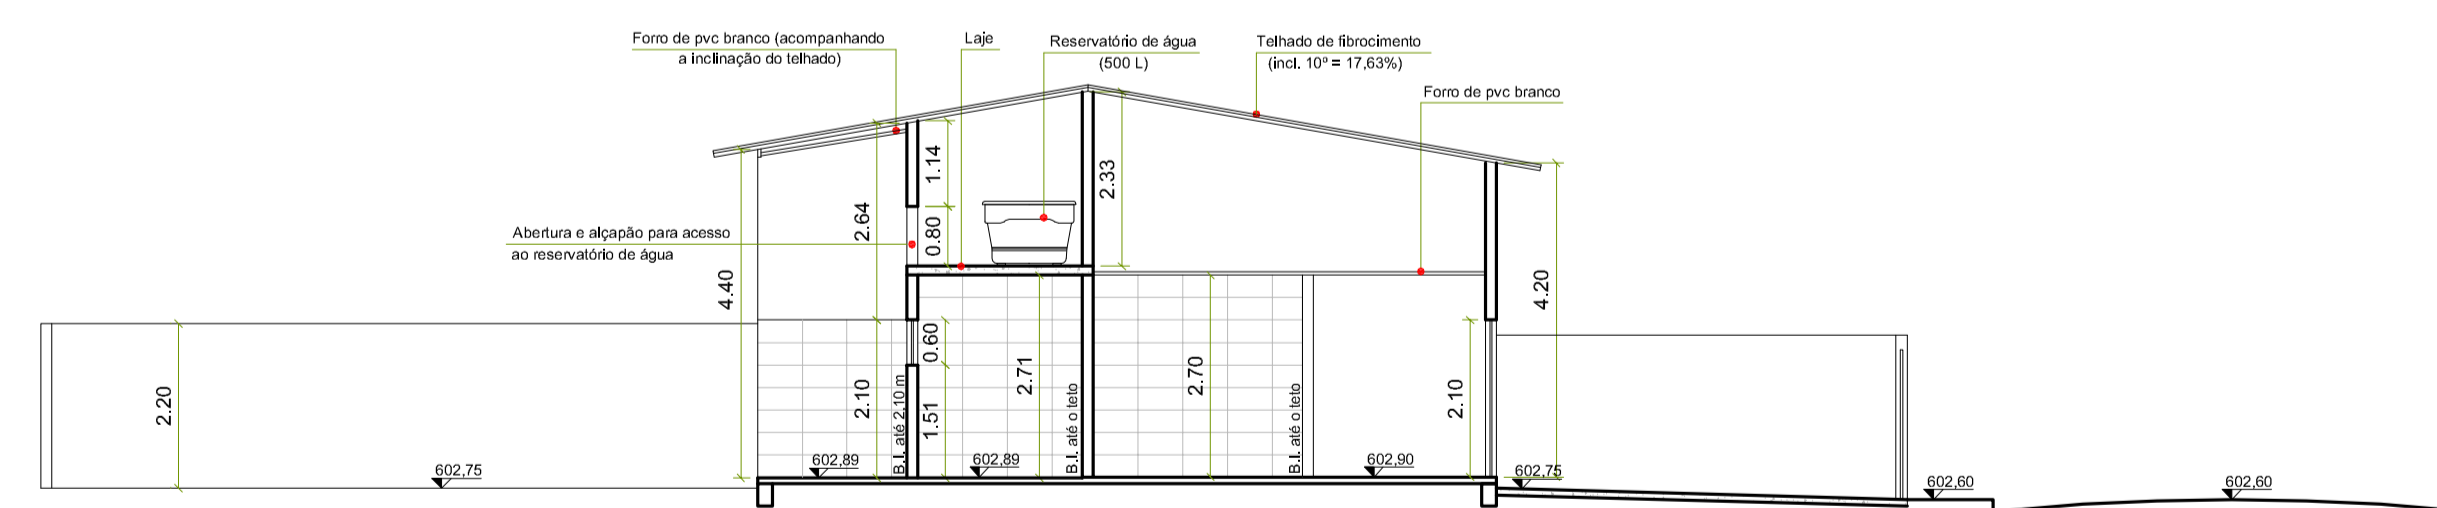 Forro de pvc branco (acompanhando
a inclinação do telhado)
Laje
Reservatório de água
(500 L)
Telhado de fibrocimento
(incl. 10º = 17,63%)
Forro de pvc branco
Abertura e alçapão para acesso
ao reservatório de água
1.14
2.33
2.64
0.80
4.40
4.20
0.60
2.71
2.70
2.10
2.20
2.10
1.51
B.I. até 2,10 m
B.I. até o teto
B.I. até o teto
602,75
602,89
602,89
602,90
602,75
602,60
602,60